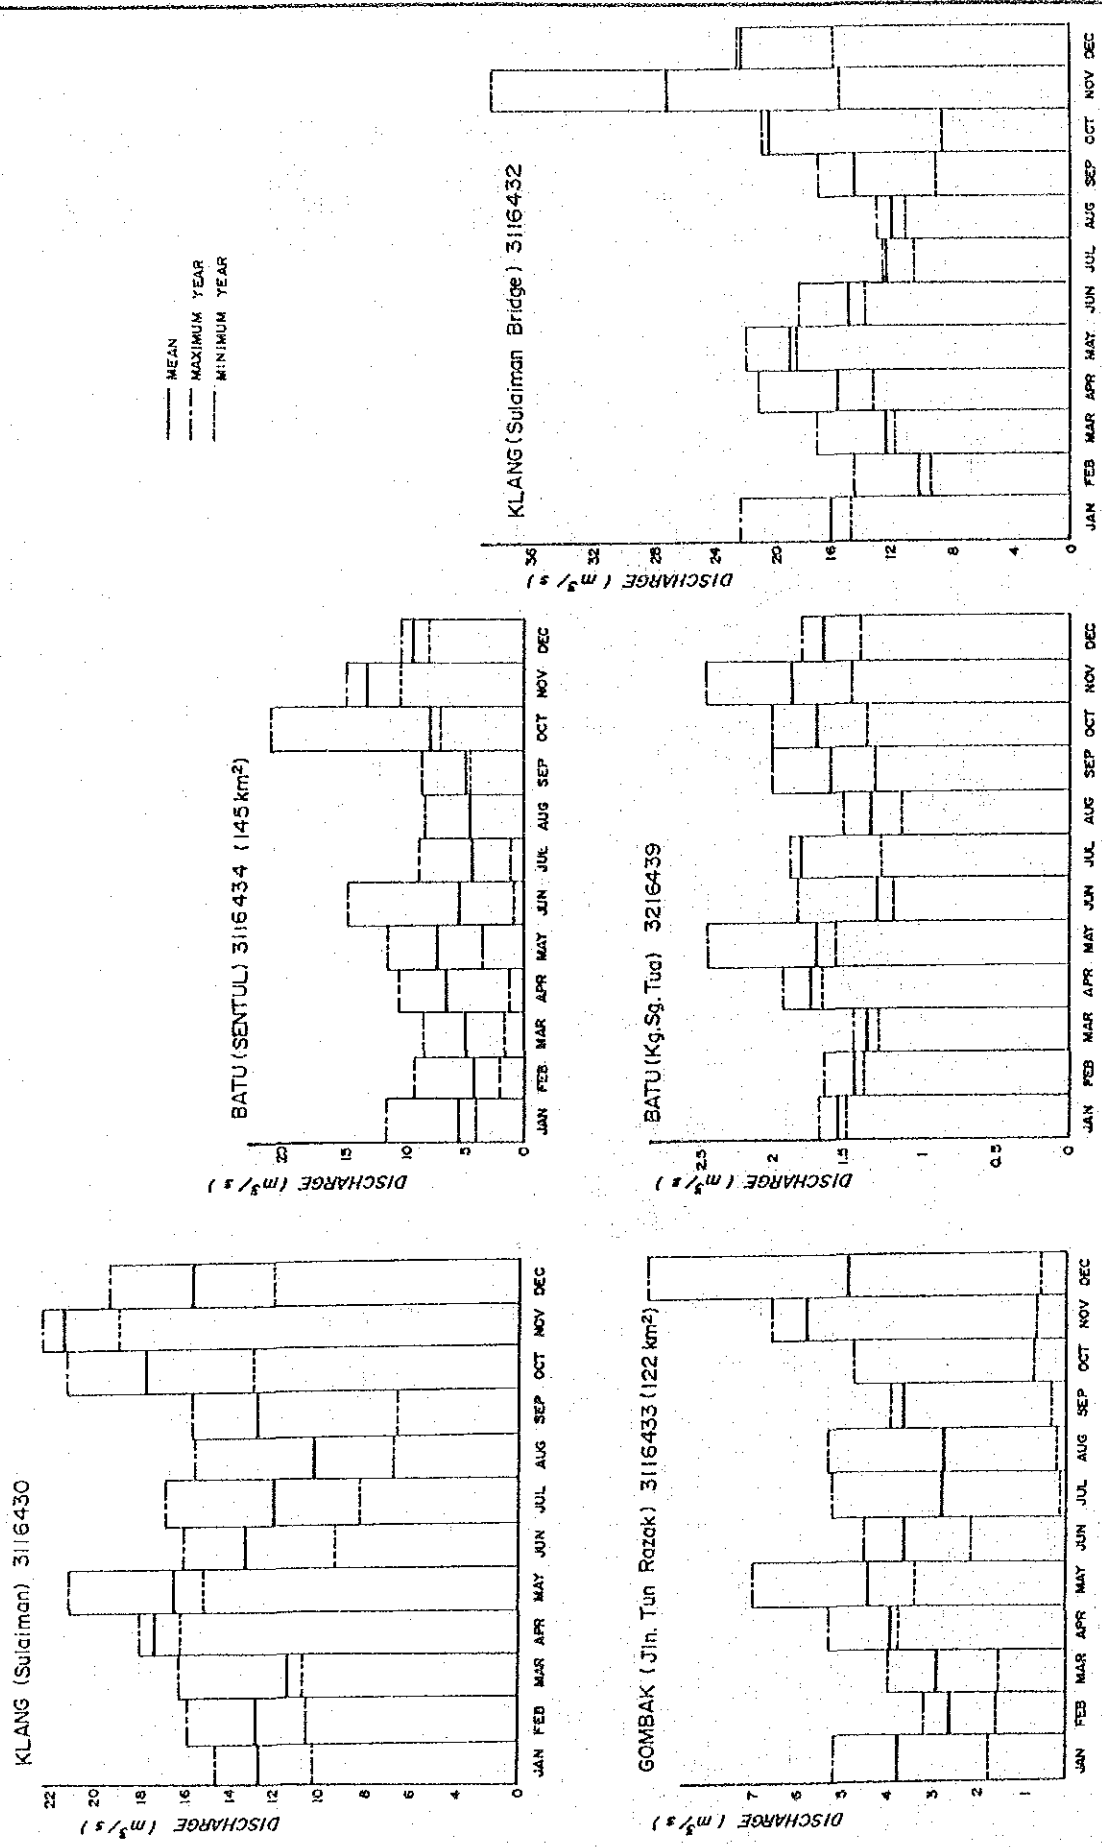 KLANG (Sulaiman) 3116430
DISCHARGE ( m³/s )
22
20
18
16
14
12
10
8
6
4
2
0
JAN FEB MAR APR MAY JUN JUL AUG SEP OCT NOV DEC
BATU (SENTUL) 3116434 (145km²)
DISCHARGE ( m³/s )
20
15
10
5
0
JAN FEB MAR APR MAY JUN JUL AUG SEP OCT NOV DEC
MEAN
MAXIMUM YEAR
MINIMUM YEAR
GOMBAK ( Jln. Tun Razak) 3116433 (122 km²)
DISCHARGE ( m³/s )
7
6
5
4
3
2
1
JAN FEB MAR APR MAY JUN JUL AUG SEP OCT NOV DEC
BATU (Kg.Sg.Tua) 3216439
DISCHARGE ( m³/s )
2.5
2
1.5
1
0.5
0
JAN FEB MAR APR MAY JUN JUL AUG SEP OCT NOV DEC
KLANG (Sulaiman Bridge) 3116432
DISCHARGE ( m³/s )
36
32
28
24
20
16
12
8
4
0
JAN FEB MAR APR MAY JUN JUL AUG SEP OCT NOV DEC